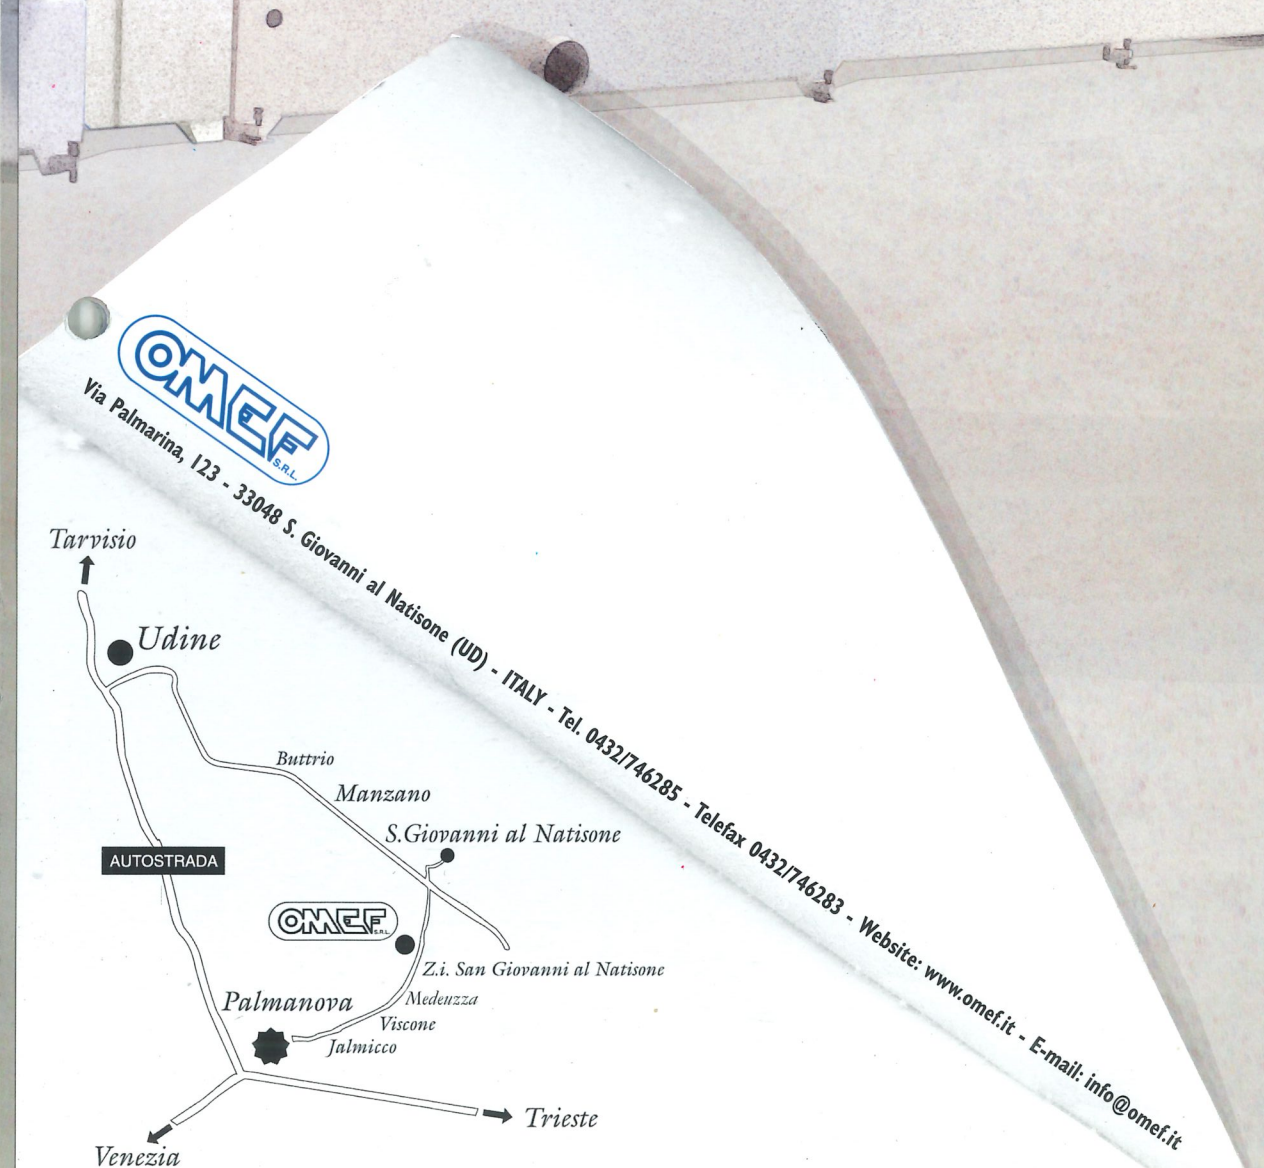 OMEF
S.R.L.
Via Palmarina, 123 - 33048 S. Giovanni al Natisone (UD) - ITALY - Tel. 0432/746285 - Telefax 0432/746283 - Website: www.omef.it - E-mail: info@omef.it
Tarvisio
Udine
Buttrio
Manzano
S.Giovanni al Natisone
AUTOSTRADA
OMEF
S.R.L.
Z.i. San Giovanni al Natisone
Palmanova
Medeuzza
Viscone
Jalmicco
Trieste
Venezia